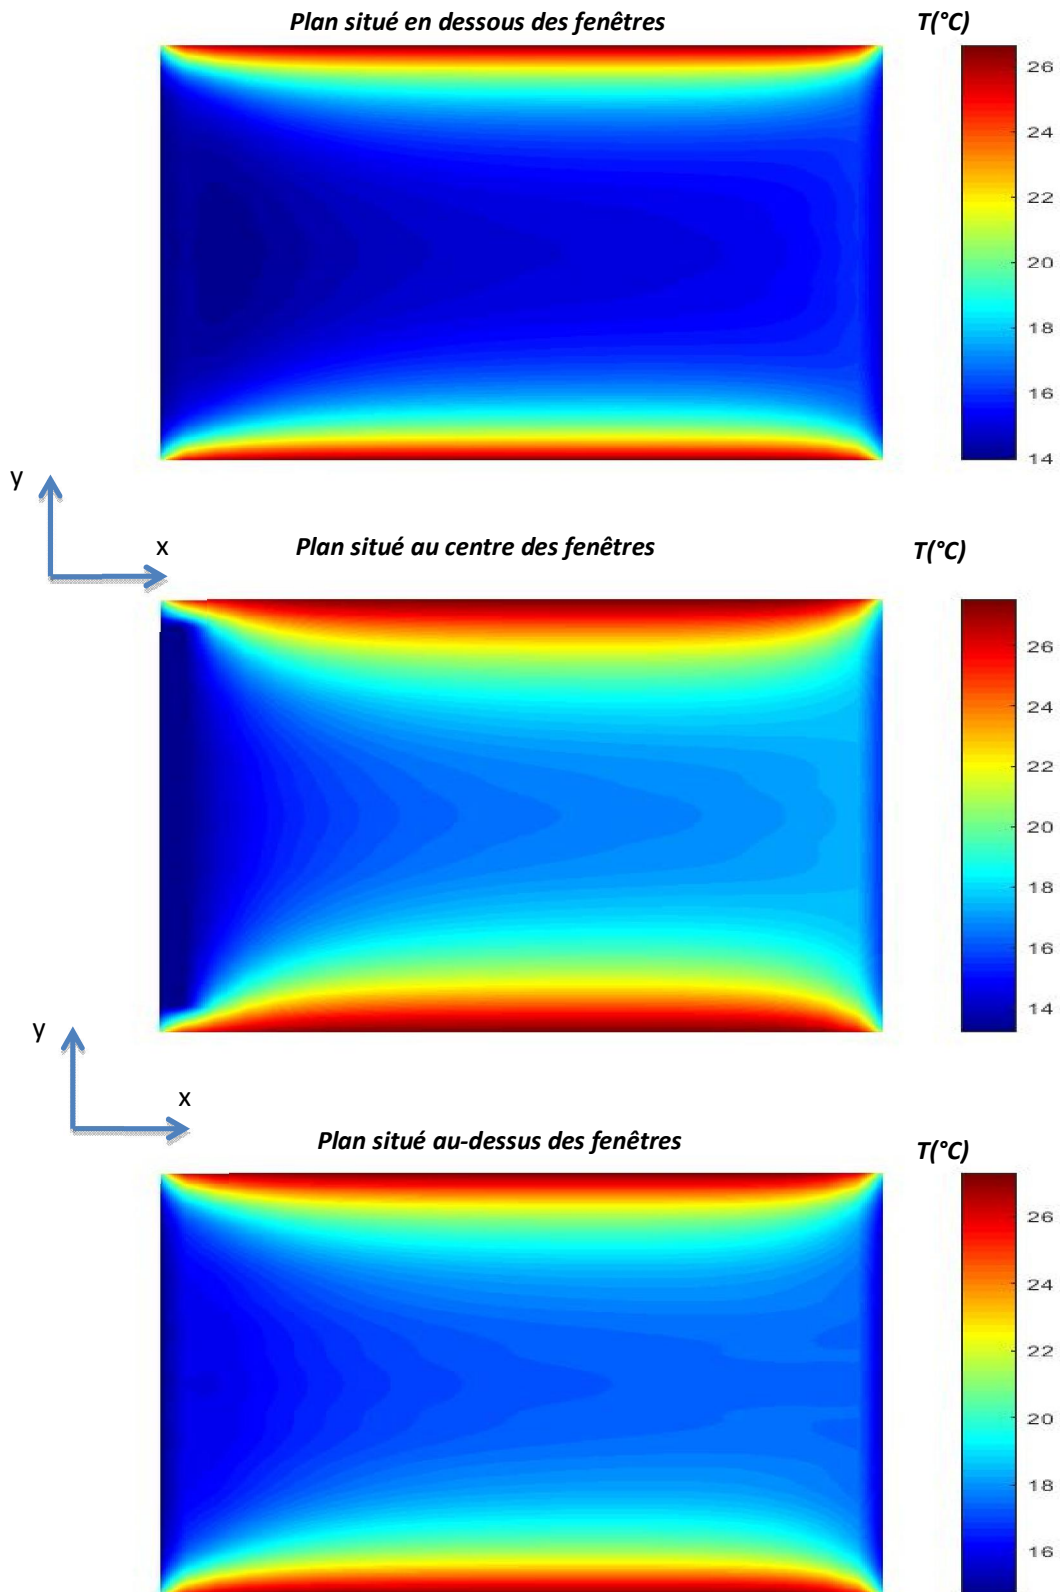 Plan situé en dessous des fenêtres T(°C)
26
24
22
20
18
16
14
y
x
Plan situé au centre des fenêtres T(°C)
26
24
22
20
18
16
14
y
x
Plan situé au-dessus des fenêtres T(°C)
26
24
22
20
18
16